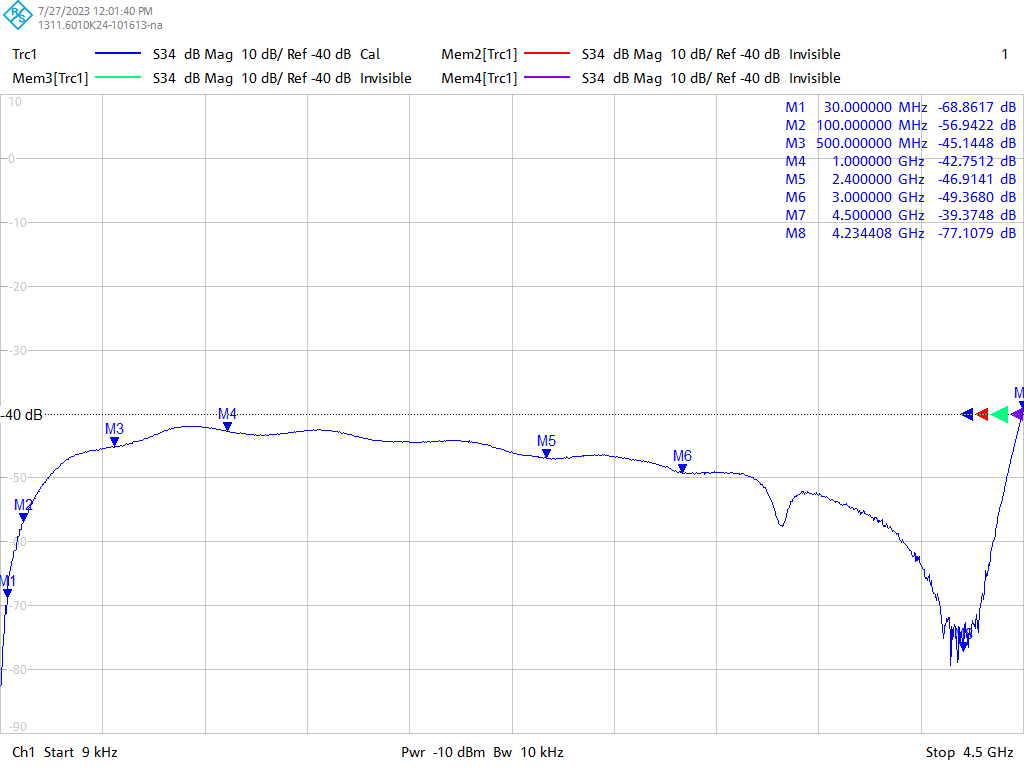 R&S
7/27/2023 12:01:40 PM
1311.6010K24-101613-na
Trc1 S34 dB Mag 10 dB/ Ref -40 dB Cal Mem2[Trc1] S34 dB Mag 10 dB/ Ref -40 dB Invisible 1
Mem3[Trc1] S34 dB Mag 10 dB/ Ref -40 dB Invisible Mem4[Trc1] S34 dB Mag 10 dB/ Ref -40 dB Invisible
10
M1 30.000000 MHz -68.8617 dB
M2 100.000000 MHz -56.9422 dB
M3 500.000000 MHz -45.1448 dB
0
M4 1.000000 GHz -42.7512 dB
M5 2.400000 GHz -46.9141 dB
M6 3.000000 GHz -49.3680 dB
M7 4.500000 GHz -39.3748 dB
-10
M8 4.234408 GHz -77.1079 dB
-20
-30
M
-40 dB
M4
M3
M5
M6
-50
M2
-60
M1
-70
-80
-90
Ch1 Start 9 kHz Pwr -10 dBm Bw 10 kHz Stop 4.5 GHz